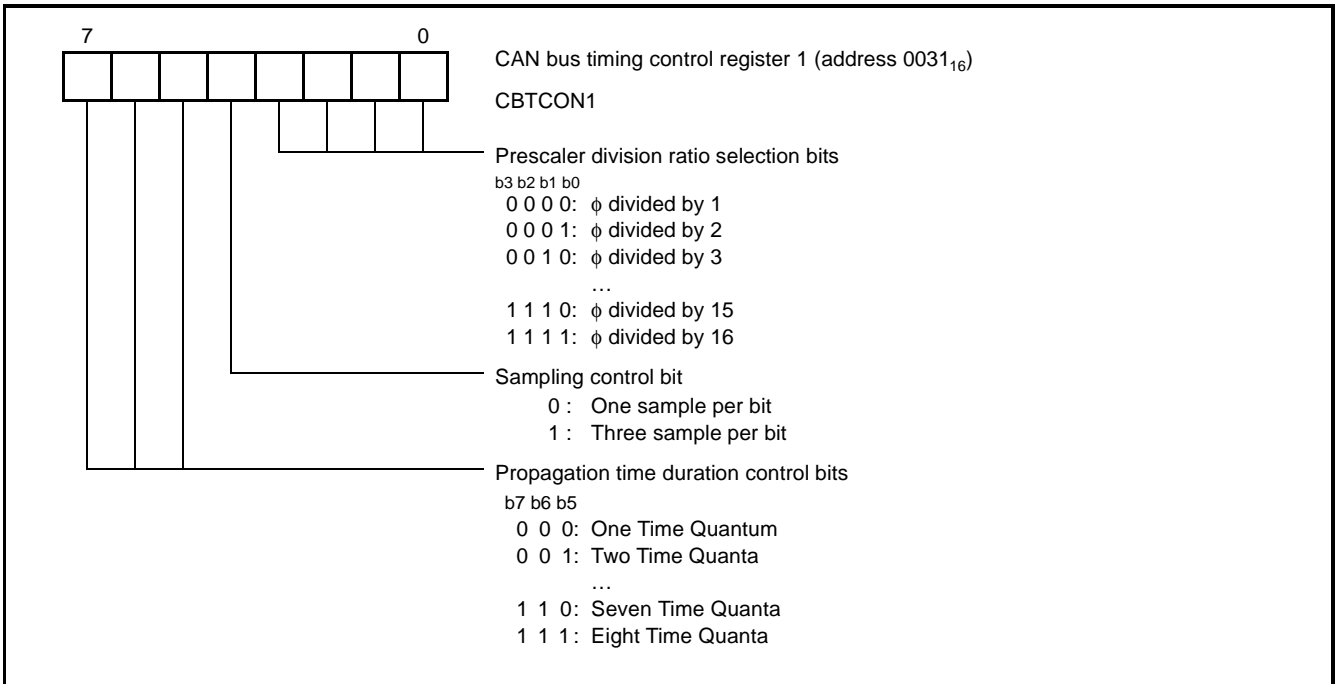 7 0
CAN bus timing control register 1 (address 0031₁₆)
CBTCON1
Prescaler division ratio selection bits
b3 b2 b1 b0
0 0 0 0: ϕ divided by 1
0 0 0 1: ϕ divided by 2
0 0 1 0: ϕ divided by 3
…
1 1 1 0: ϕ divided by 15
1 1 1 1: ϕ divided by 16
Sampling control bit
0 : One sample per bit
1 : Three sample per bit
Propagation time duration control bits
b7 b6 b5
0 0 0: One Time Quantum
0 0 1: Two Time Quanta
…
1 1 0: Seven Time Quanta
1 1 1: Eight Time Quanta